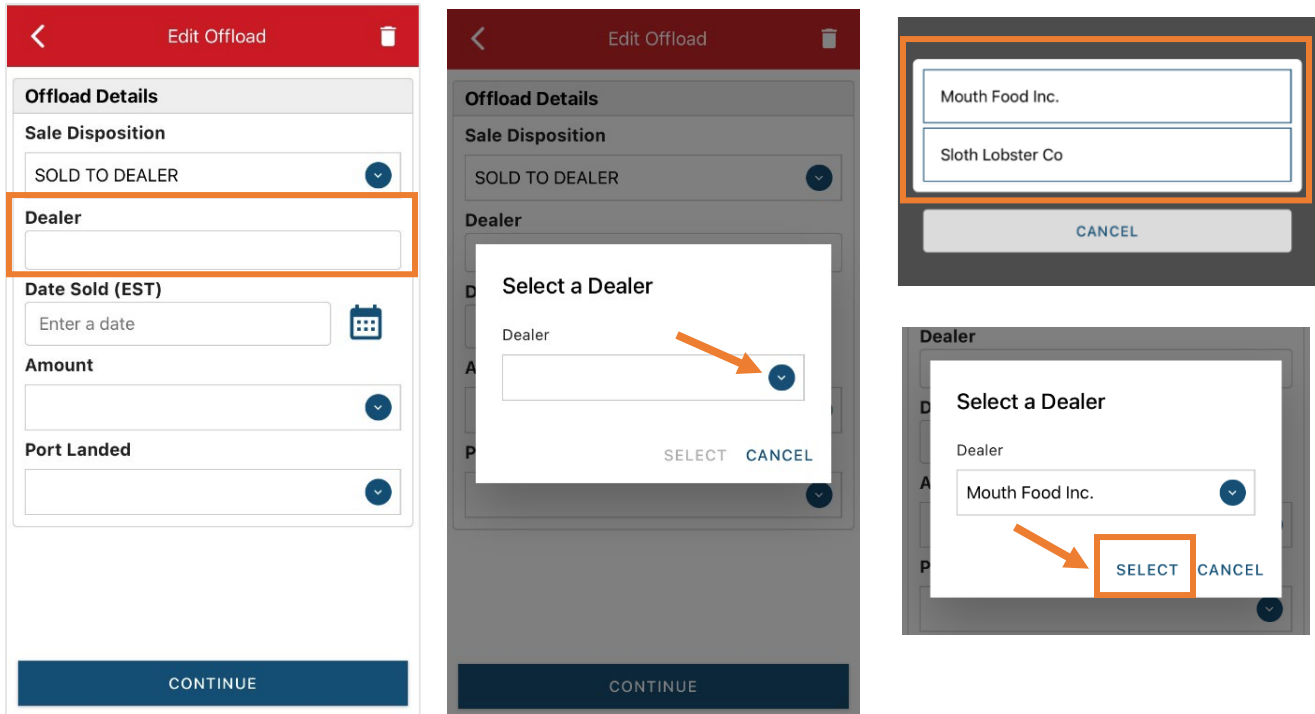 Edit Offload
Offload Details
Sale Disposition
SOLD TO DEALER
Dealer
Date Sold (EST)
Enter a date
Amount
Port Landed
CONTINUE
Edit Offload
Offload Details
Sale Disposition
SOLD TO DEALER
Dealer
D
Select a Dealer
Dealer
A
P
SELECT CANCEL
CONTINUE
Mouth Food Inc.
Sloth Lobster Co
CANCEL
Dealer
D
Select a Dealer
Dealer
A
Mouth Food Inc.
P
SELECT CANCEL